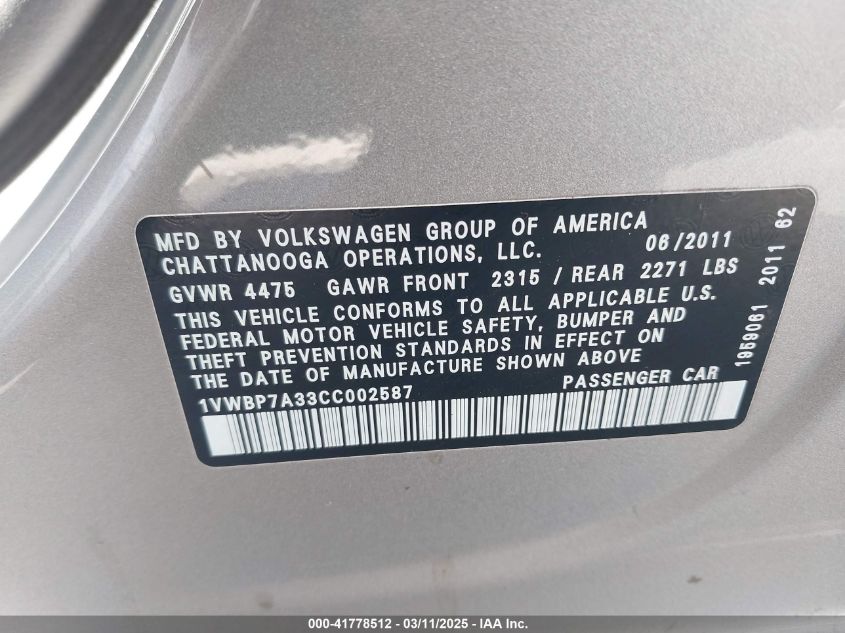 MFD BY VOLKSWAGEN GROUP OF AMERICA
CHATTANOOGA OPERATIONS, LLC. 06/2011
GVWR 4475 GAWR FRONT 2315 / REAR 2271 LBS
THIS VEHICLE CONFORMS TO ALL APPLICABLE U.S.
FEDERAL MOTOR VEHICLE SAFETY, BUMPER AND
THEFT PREVENTION STANDARDS IN EFFECT ON
THE DATE OF MANUFACTURE SHOWN ABOVE
1VWBP7A33CC002587 PASSENGER CAR
1959061 2011 62
000-41778512 - 03/11/2025 - IAA Inc.